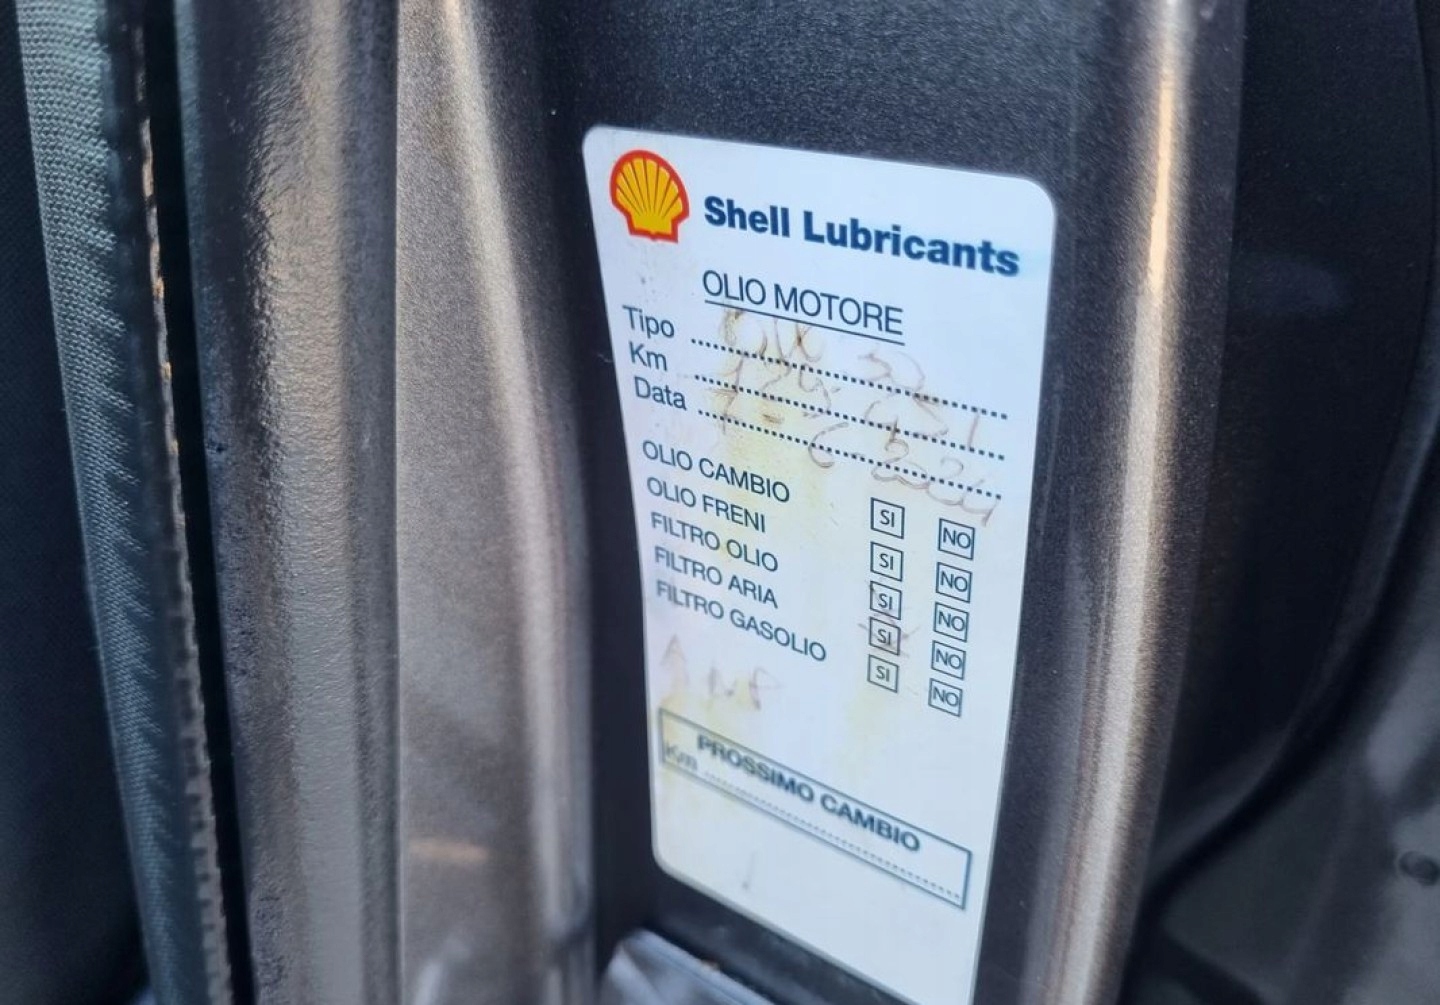 Shell Lubricants
OLIO MOTORE
Tipo
Km
Data
OLIO CAMBIO SI NO
OLIO FRENI SI NO
FILTRO OLIO SI NO
FILTRO ARIA SI NO
FILTRO GASOLIO SI NO
PROSSIMO CAMBIO
Km